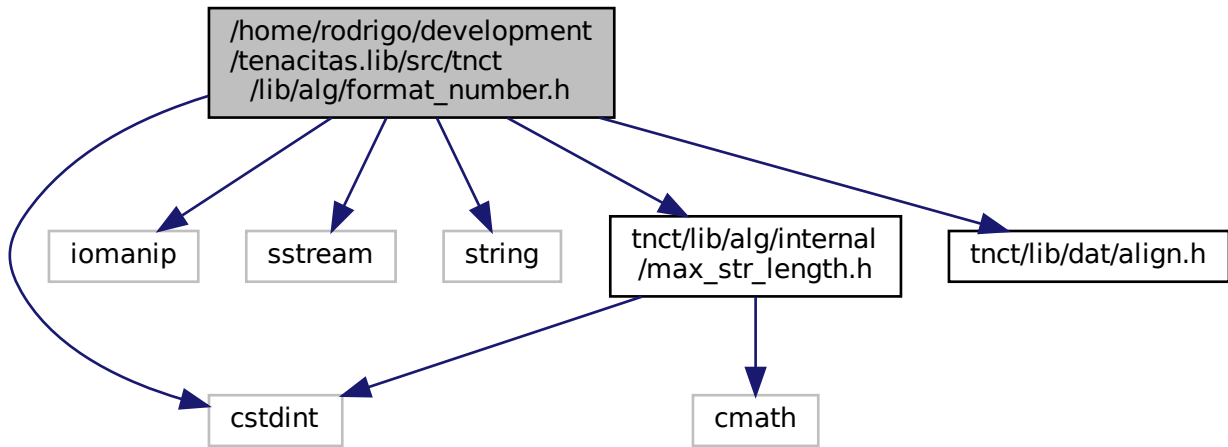 /home/rodrigo/development
/tenacitas.lib/src/tnct
/lib/alg/format_number.h
iomanip
sstream
string
tnct/lib/alg/internal
/max_str_length.h
tnct/lib/dat/align.h
cstdint
cmath